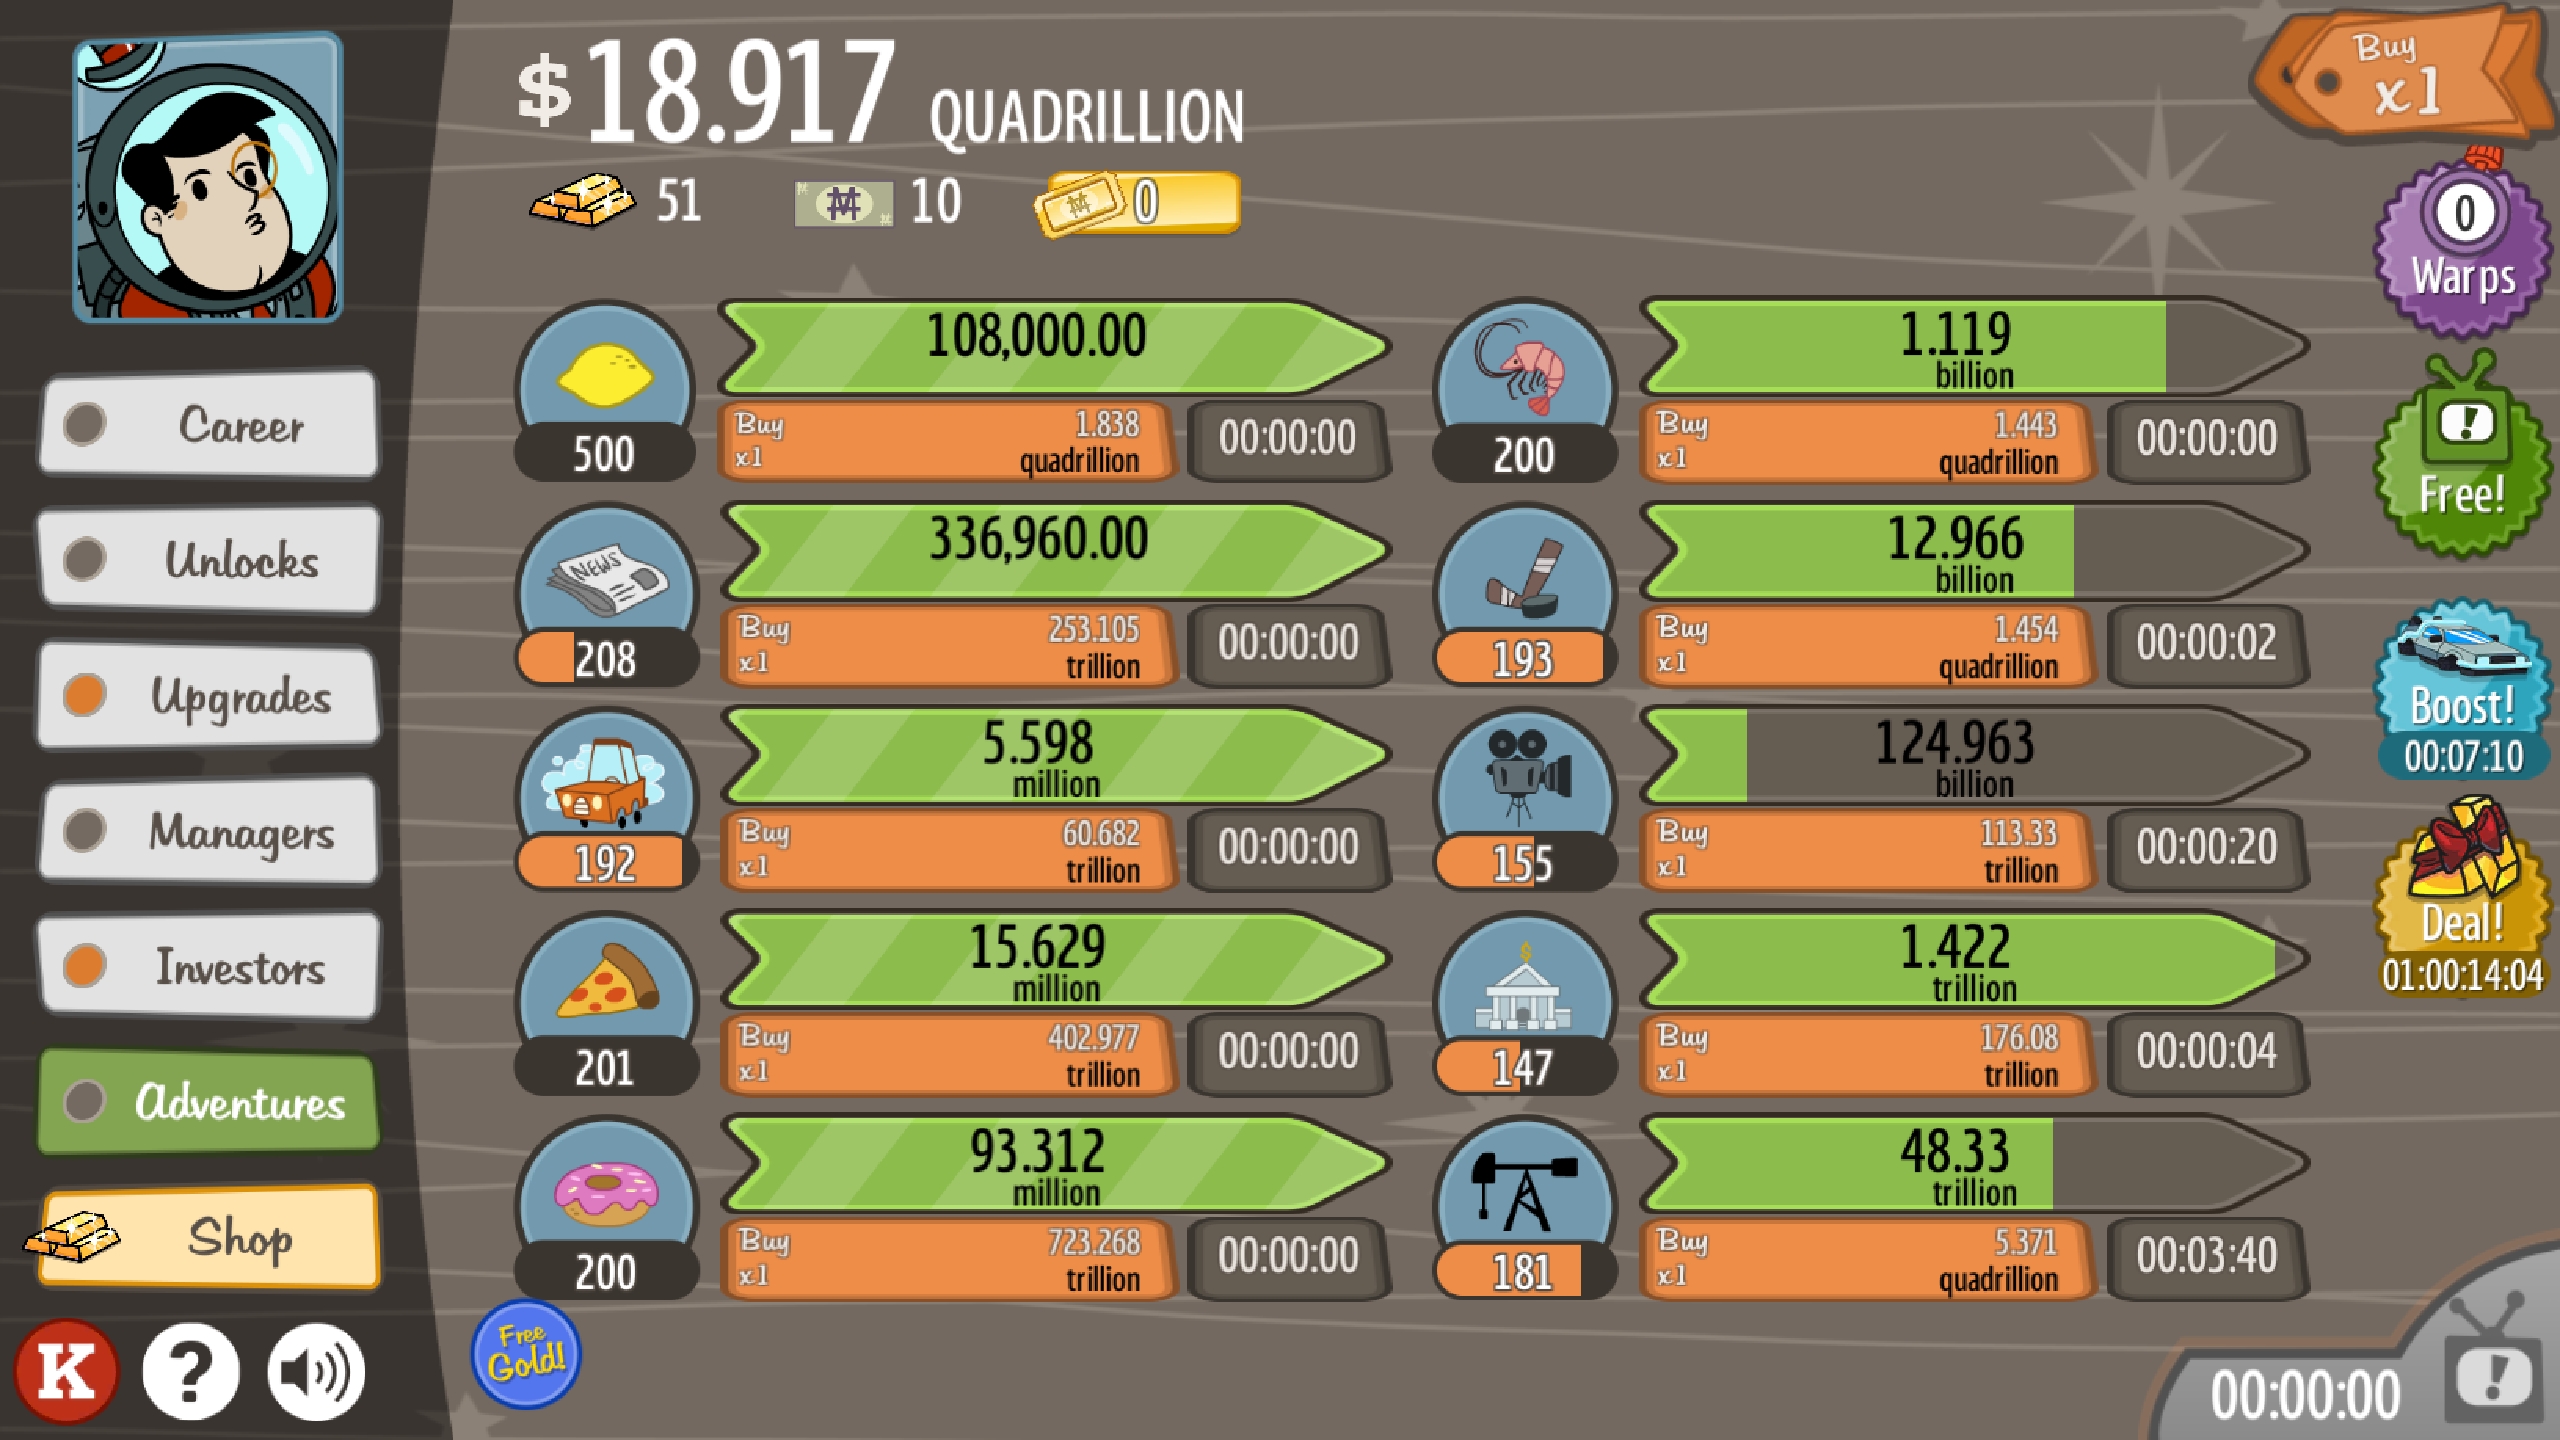 $18.917 QUADRILLION
51
10
0
Buy
x1
0
Warps
Free!
Boost!
00:07:10
Deal!
01:00:14:04
Career
Unlocks
Upgrades
Managers
Investors
Adventures
Shop
K
?
Free
Gold!
500
108,000.00
Buy
x1
1.838
quadrillion
00:00:00
NEWS
208
336,960.00
Buy
x1
253.105
trillion
00:00:00
192
5.598
million
Buy
x1
60.682
trillion
00:00:00
201
15.629
million
Buy
x1
402.977
trillion
00:00:00
200
93.312
million
Buy
x1
723.268
trillion
00:00:00
200
1.119
billion
Buy
x1
1.443
quadrillion
00:00:00
193
12.966
billion
Buy
x1
1.454
quadrillion
00:00:02
155
124.963
billion
Buy
x1
113.33
trillion
00:00:20
$
147
1.422
trillion
Buy
x1
176.08
trillion
00:00:04
181
48.33
trillion
Buy
x1
5.371
quadrillion
00:03:40
00:00:00
!